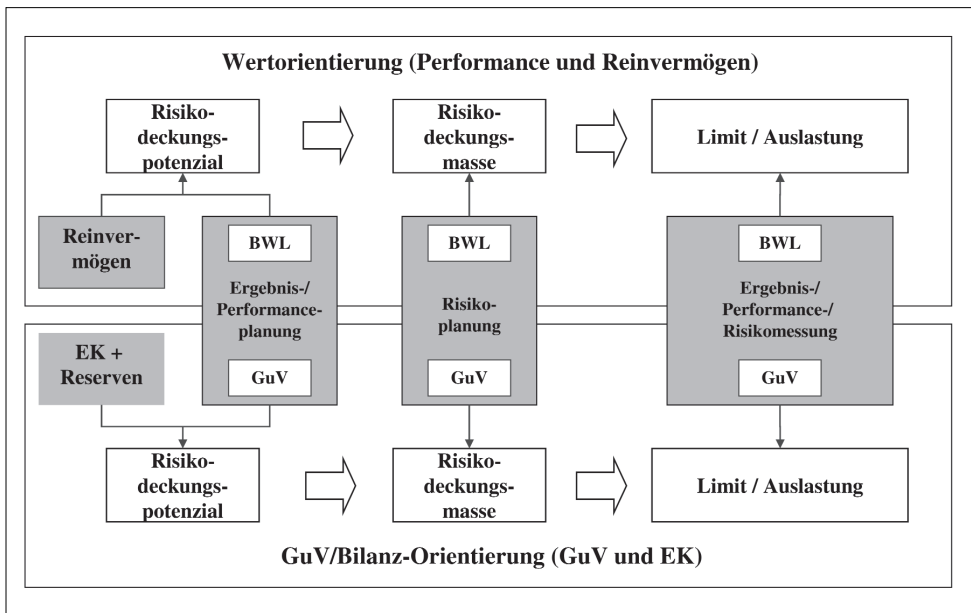 Wertorientierung (Performance und Reinvermögen)
Risiko-
deckungs-
potenzial
Risiko-
deckungs-
masse
Limit / Auslastung
Reinver-
mögen
BWL
Ergebnis-/
Performance-
planung
GuV
BWL
Risiko-
planung
GuV
BWL
Ergebnis-/
Performance-/
Risikomessung
GuV
EK +
Reserven
Risiko-
deckungs-
potenzial
Risiko-
deckungs-
masse
Limit / Auslastung
GuV/Bilanz-Orientierung (GuV und EK)